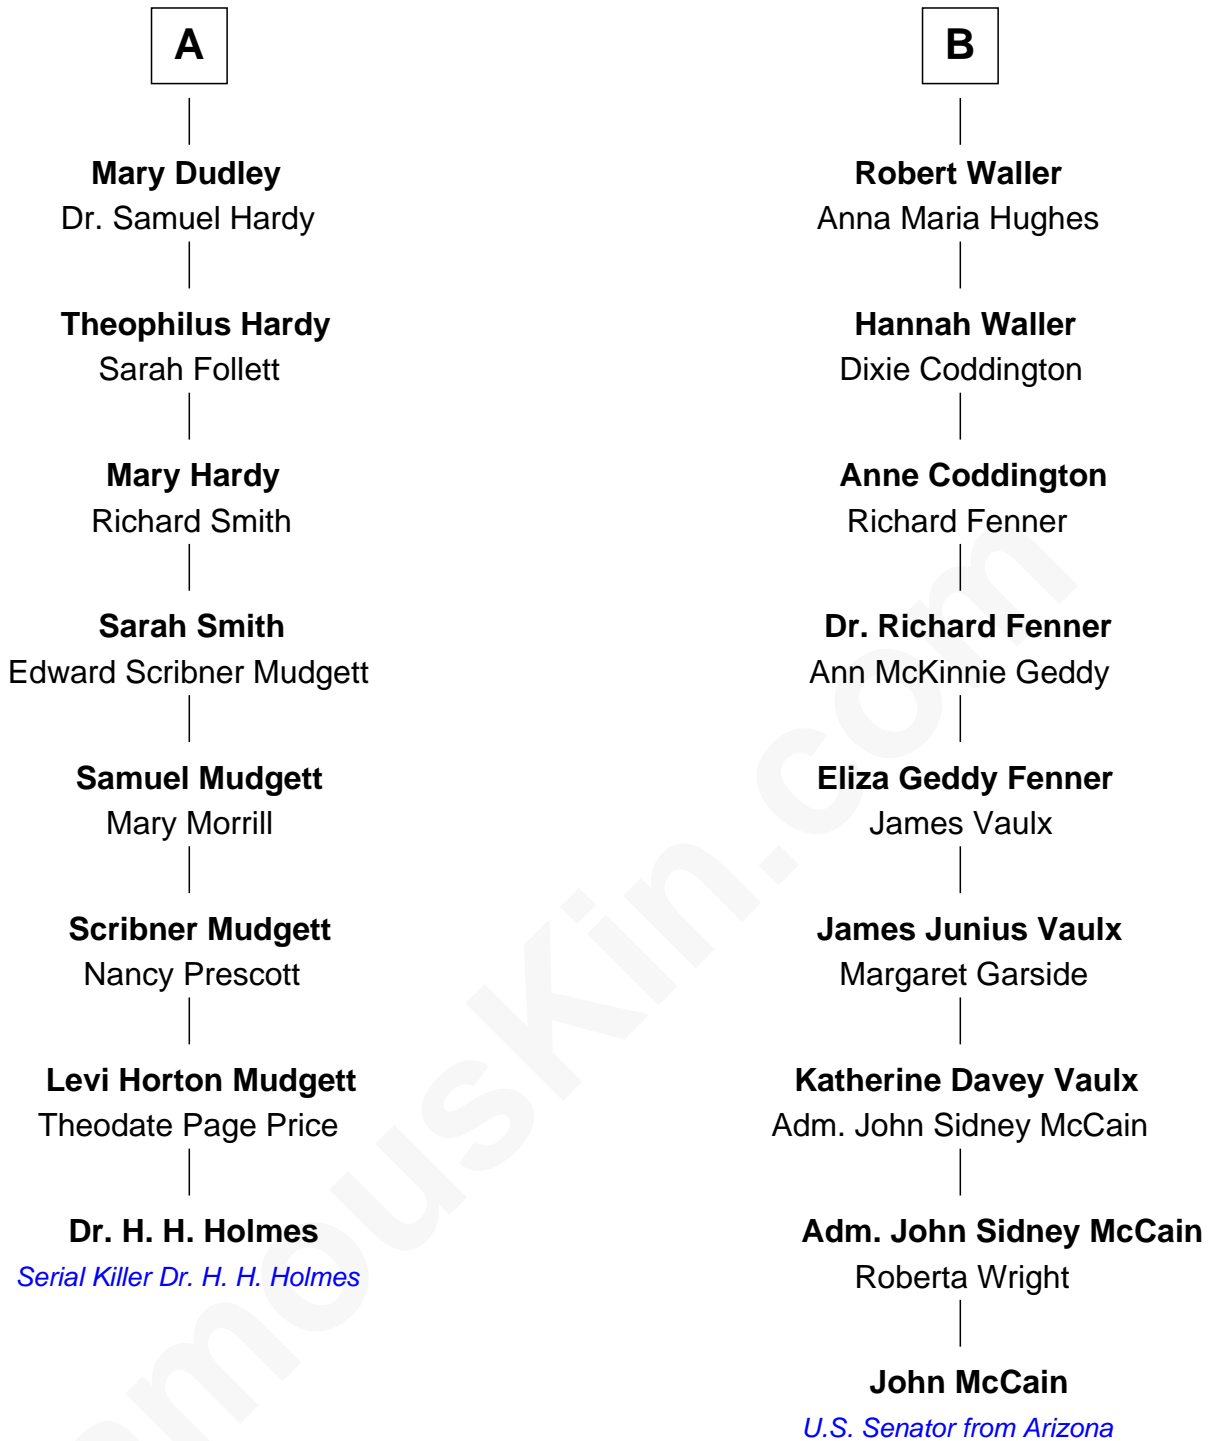 A
Mary Dudley
Dr. Samuel Hardy
Theophilus Hardy
Sarah Follett
Mary Hardy
Richard Smith
Sarah Smith
Edward Scribner Mudgett
Samuel Mudgett
Mary Morrill
Scribner Mudgett
Nancy Prescott
Levi Horton Mudgett
Theodate Page Price
Dr. H. H. Holmes
Serial Killer Dr. H. H. Holmes
B
Robert Waller
Anna Maria Hughes
Hannah Waller
Dixie Coddington
Anne Coddington
Richard Fenner
Dr. Richard Fenner
Ann McKinnie Geddy
Eliza Geddy Fenner
James Vaulx
James Junius Vaulx
Margaret Garside
Katherine Davey Vaulx
Adm. John Sidney McCain
Adm. John Sidney McCain
Roberta Wright
John McCain
U.S. Senator from Arizona
amousKin.com